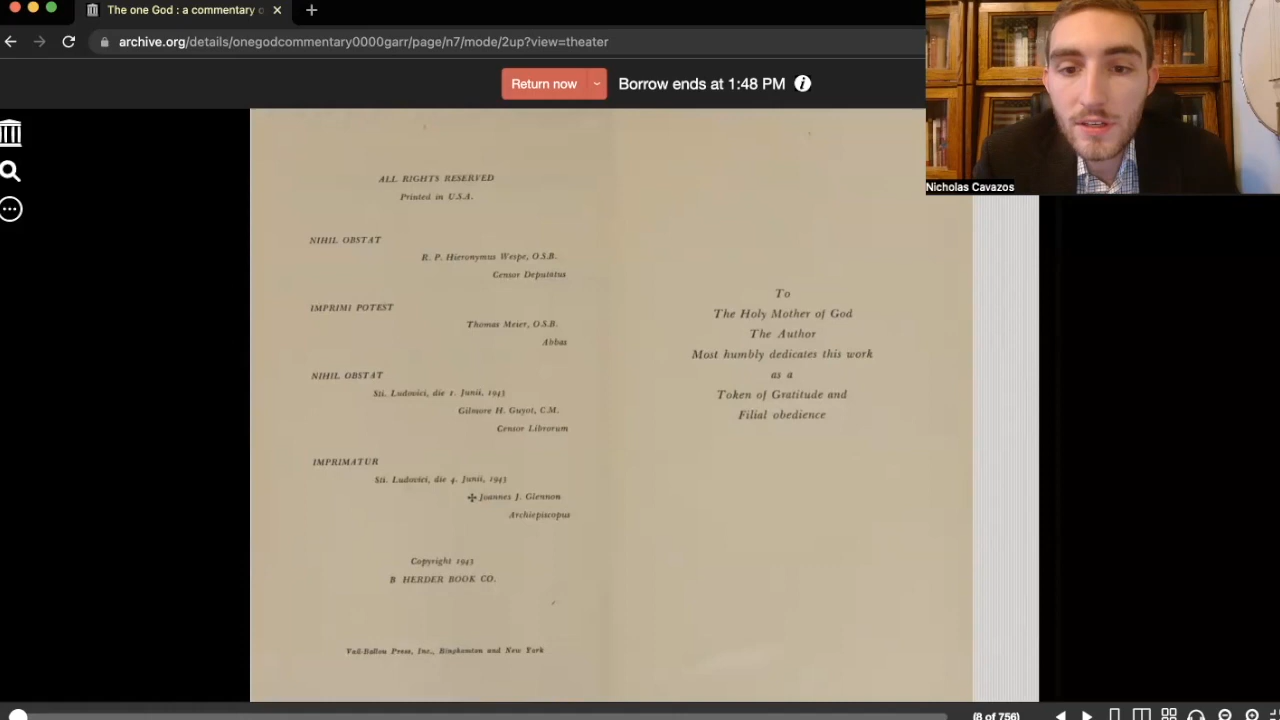 The one God : a commentary o
archive.org/details/onegodcommentary0000garr/page/n7/mode/2up?view=theater
Return now
Borrow ends at 1:48 PM
Nicholas Cavazos
ALL RIGHTS RESERVED
Printed in U.S.A.
NIHIL OBSTAT
R. P. Hieronymus Wespe, O.S.B.
Censor Deputatus
IMPRIMI POTEST
Thomas Meier, O.S.B.
Abbas
NIHIL OBSTAT
Sti. Ludovici, die 1. Junii, 1943
Gilmore H. Guyot, C.M.
Censor Librorum
IMPRIMATUR
Sti. Ludovici, die 4. Junii, 1943
✠ Joannes J. Glennon
Archiepiscopus
Copyright 1943
B HERDER BOOK CO.
Vail-Ballou Press, Inc., Binghamton and New York
To
The Holy Mother of God
The Author
Most humbly dedicates this work
as a
Token of Gratitude and
Filial obedience
(8 of 756)